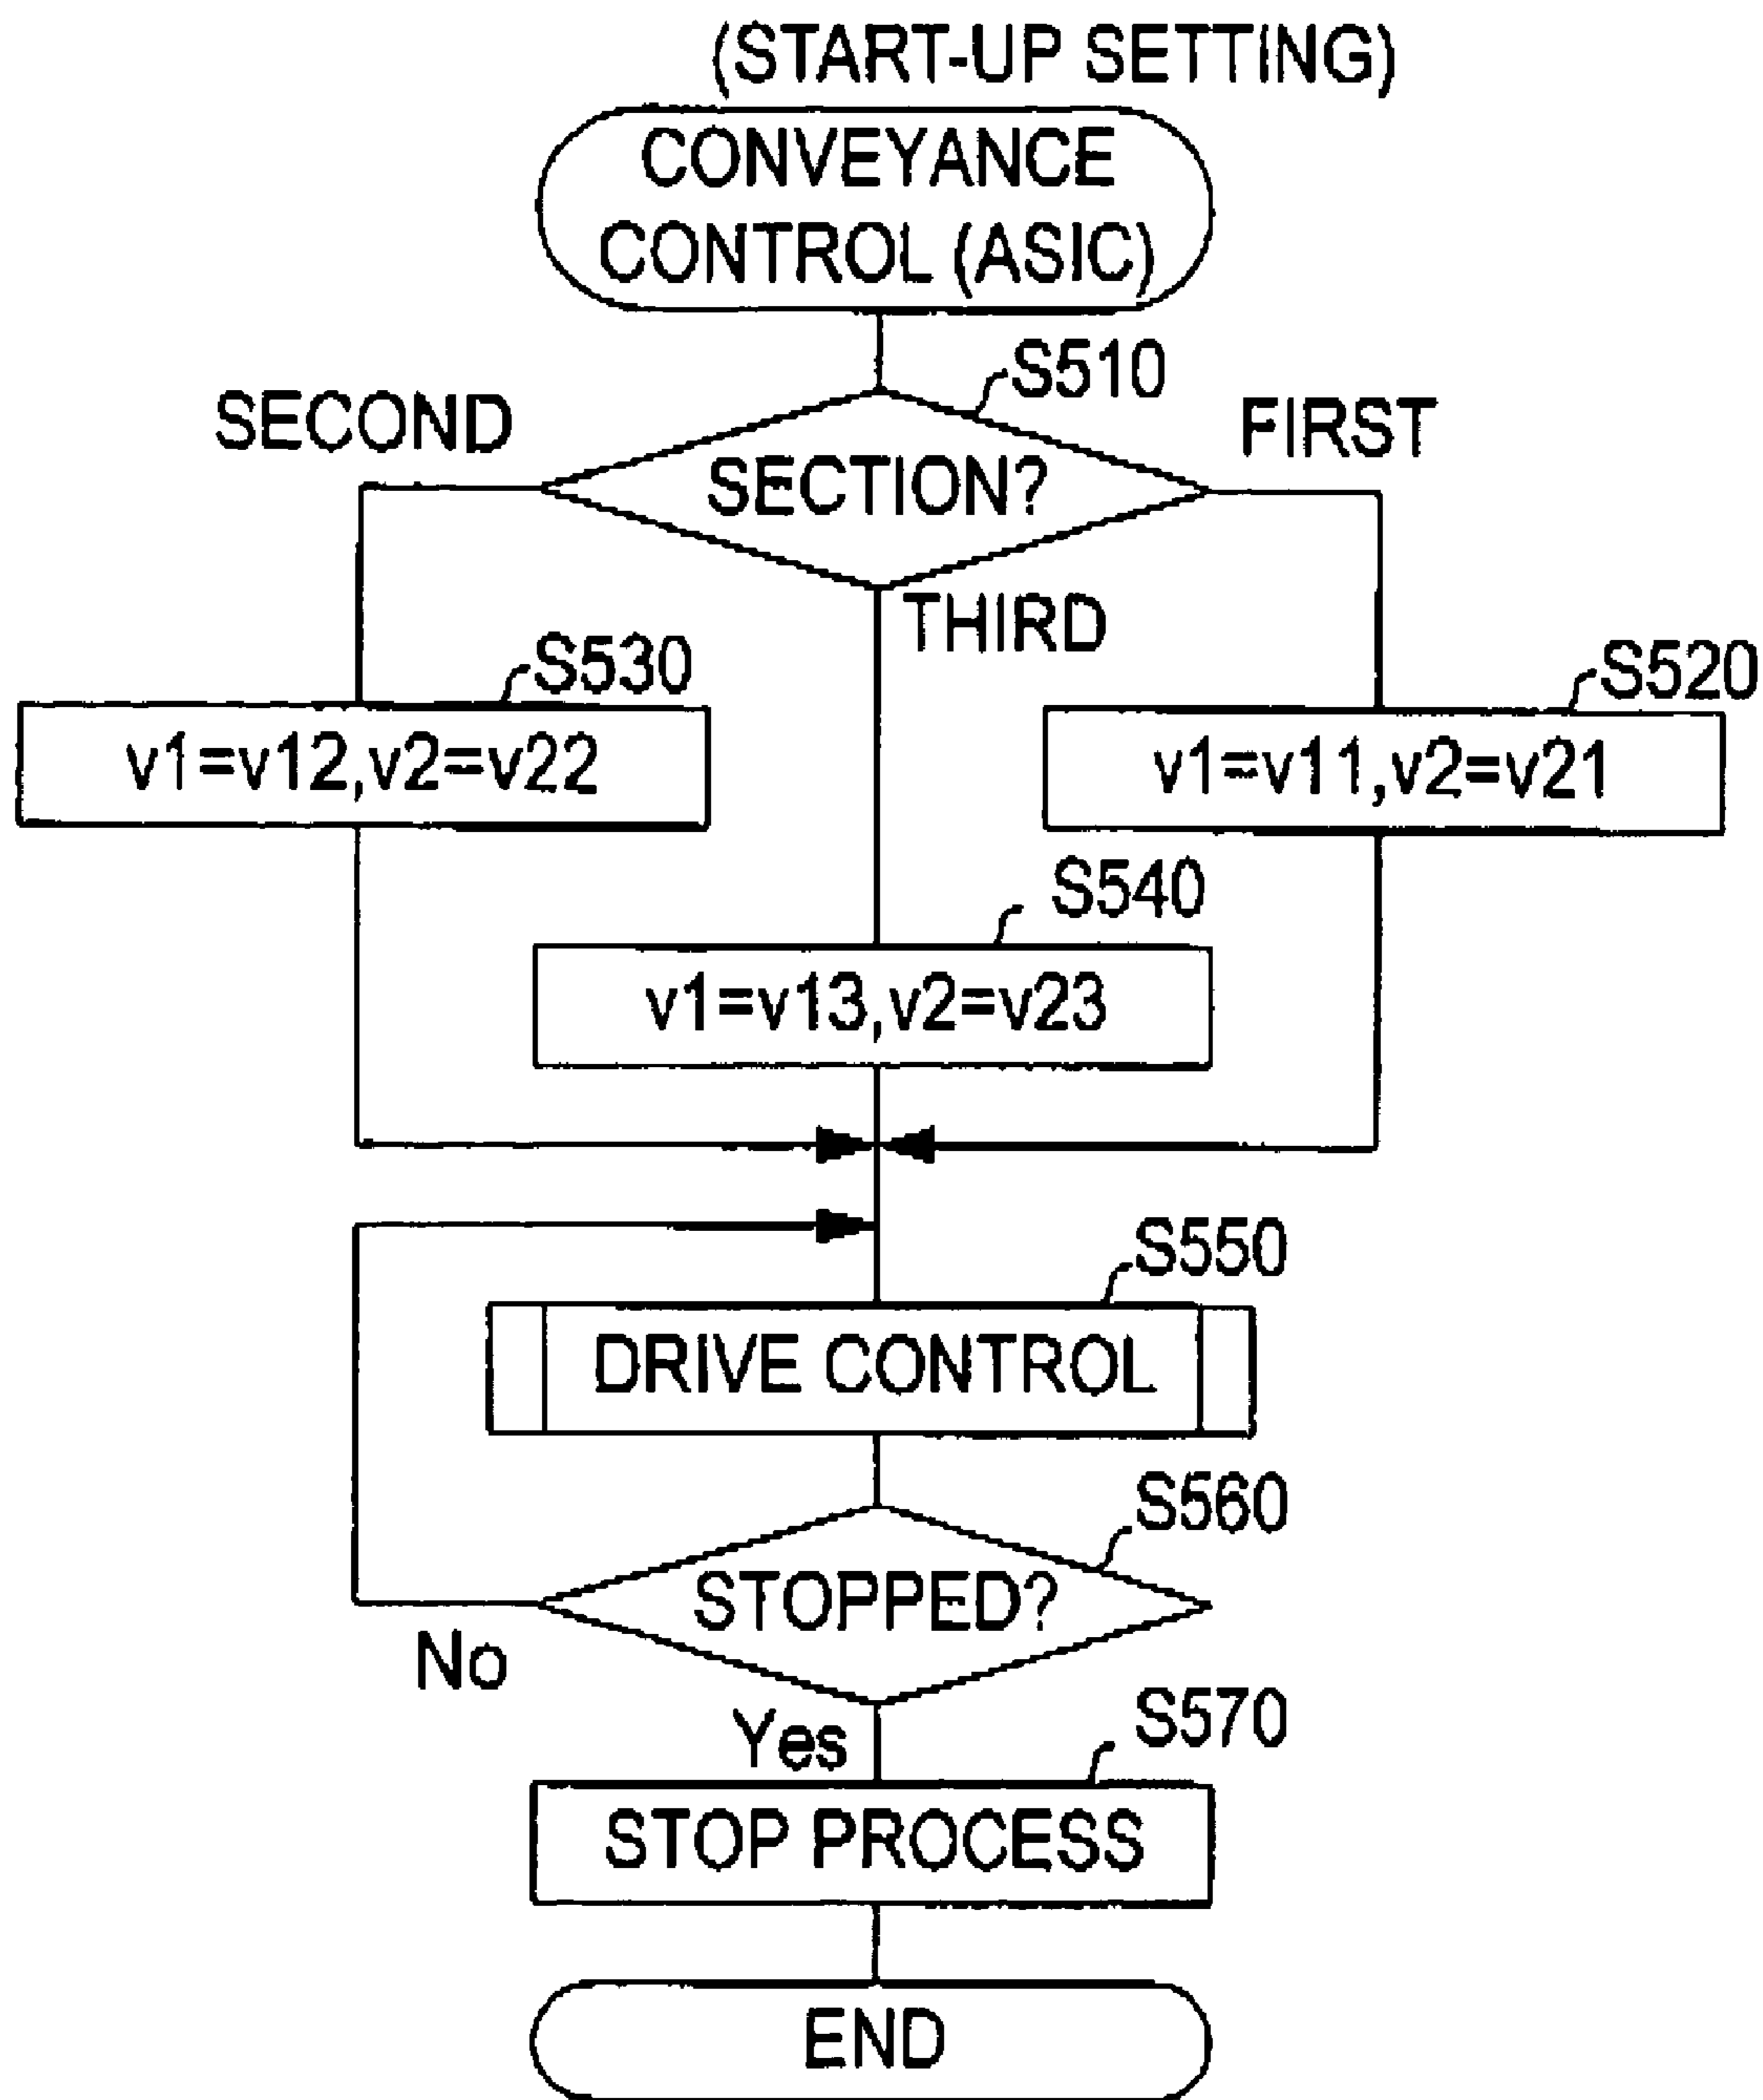 (START-UP SETTING)
CONVEYANCE
CONTROL (ASIC)
S510
SECOND
FIRST
SECTION?
THIRD
S530
S520
v1=v12,v2=v22
v1=v11,v2=v21
S540
v1=v13,v2=v23
S550
DRIVE CONTROL
S560
STOPPED?
No
Yes
S570
STOP PROCESS
END